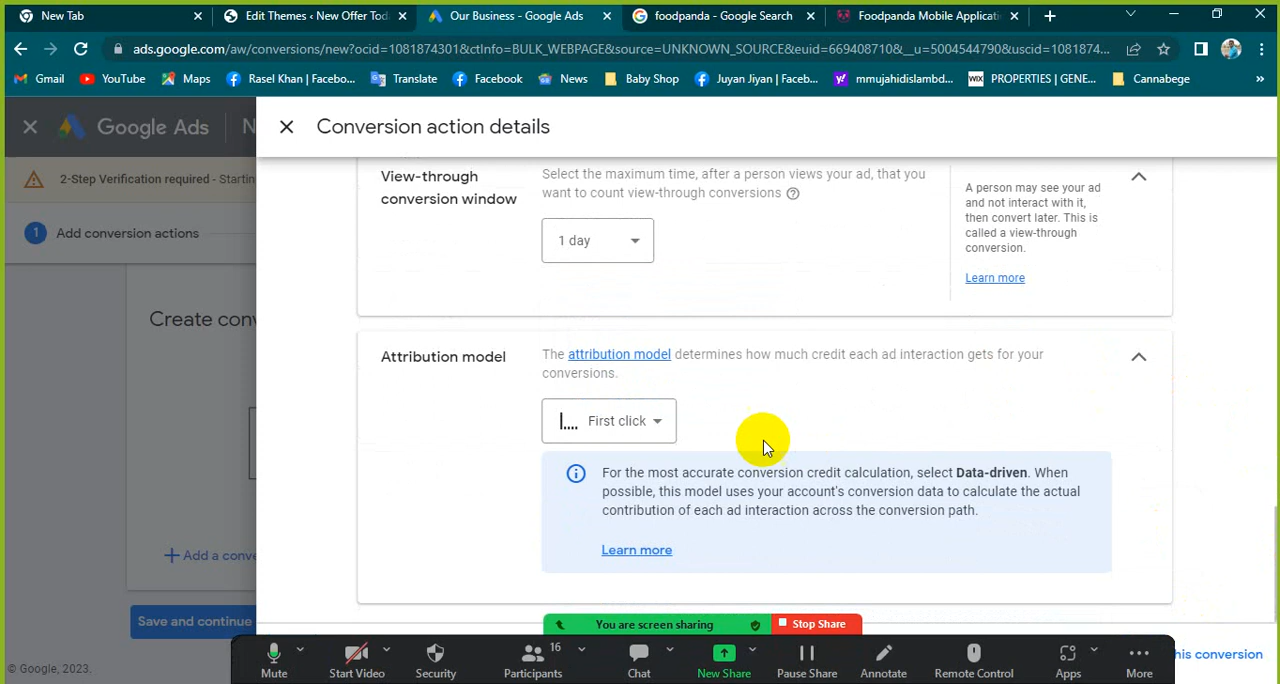 New Tab
Edit Themes ‹ New Offer Toda
Our Business - Google Ads
foodpanda - Google Search
Foodpanda Mobile Applicati
ads.google.com/aw/conversions/new?ocid=1081874301&ctInfo=BULK_WEBPAGE&source=UNKNOWN_SOURCE&euid=669408710&__u=5004544790&uscid=1081874...
Gmail
YouTube
Maps
Rasel Khan | Facebo...
Translate
Facebook
News
Baby Shop
Juyan Jiyan | Faceb...
mmujahidislambd...
WIX
PROPERTIES | GENE...
Cannabege
»
Google Ads
N
Conversion action details
2-Step Verification required - Startin
1
Add conversion actions
View-through
conversion window
Select the maximum time, after a person views your ad, that you
want to count view-through conversions
1 day
A person may see your ad
and not interact with it,
then convert later. This is
called a view-through
conversion.
Learn more
Create conv
Attribution model
The attribution model determines how much credit each ad interaction gets for your
conversions.
First click
For the most accurate conversion credit calculation, select Data-driven. When
possible, this model uses your account's conversion data to calculate the actual
contribution of each ad interaction across the conversion path.
Learn more
+ Add a conve
Save and continue
You are screen sharing
Stop Share
© Google, 2023.
Mute
Start Video
Security
16
Participants
Chat
New Share
Pause Share
Annotate
Remote Control
Apps
More
his conversion